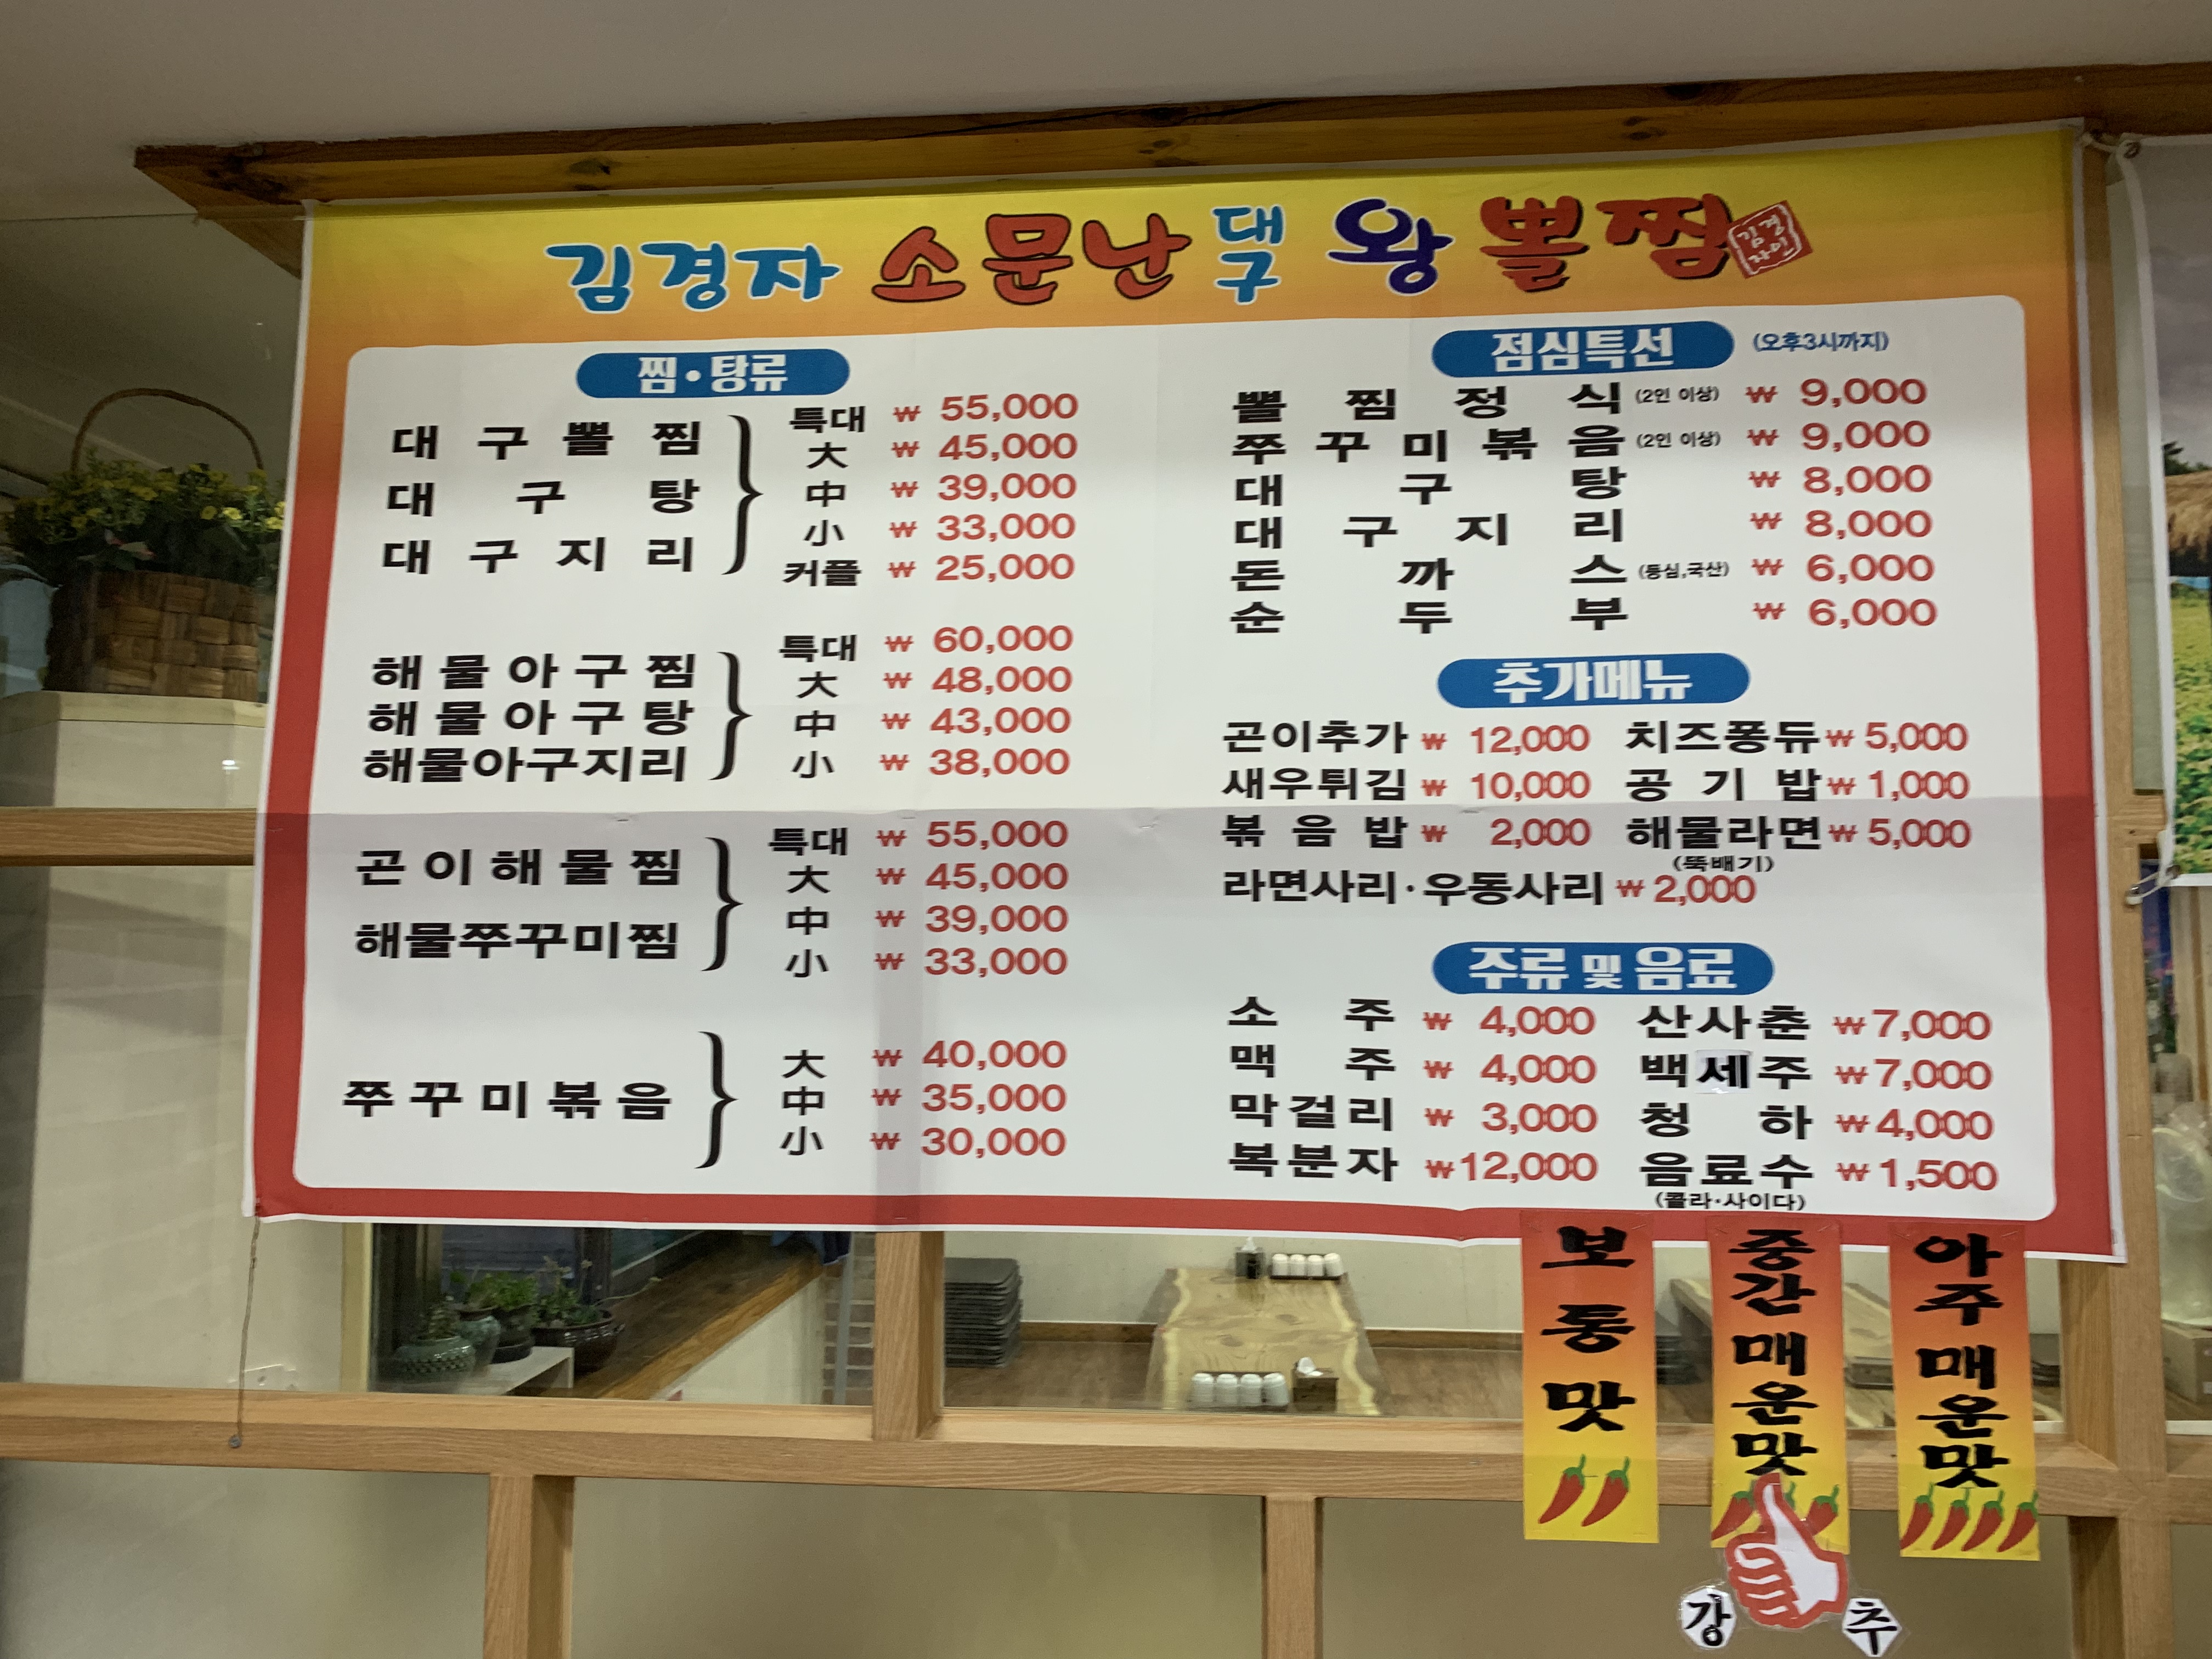 김경자 소문난 대구 왕 뽈찜 김경자인
찜·탕류
대구뽈찜
대구탕
대구지리
특대 ₩ 55,000
大 ₩ 45,000
中 ₩ 39,000
小 ₩ 33,000
커플 ₩ 25,000
해물아구찜
해물아구탕
해물아구지리
특대 ₩ 60,000
大 ₩ 48,000
中 ₩ 43,000
小 ₩ 38,000
곤이해물찜
해물쭈꾸미찜
특대 ₩ 55,000
大 ₩ 45,000
中 ₩ 39,000
小 ₩ 33,000
쭈꾸미볶음
大 ₩ 40,000
中 ₩ 35,000
小 ₩ 30,000
점심특선 (오후3시까지)
뽈찜정식 (2인 이상) ₩ 9,000
쭈꾸미볶음 (2인 이상) ₩ 9,000
대구탕 ₩ 8,000
대구지리 ₩ 8,000
돈까스 (등심,국산) ₩ 6,000
순두부 ₩ 6,000
추가메뉴
곤이추가 ₩ 12,000 치즈퐁듀 ₩ 5,000
새우튀김 ₩ 10,000 공기밥 ₩ 1,000
볶음밥 ₩ 2,000 해물라면 ₩ 5,000
(뚝배기)
라면사리·우동사리 ₩ 2,000
주류 및 음료
소주 ₩ 4,000 산사춘 ₩ 7,000
맥주 ₩ 4,000 백세주 ₩ 7,000
막걸리 ₩ 3,000 청하 ₩ 4,000
복분자 ₩ 12,000 음료수 ₩ 1,500
(콜라·사이다)
보통맛
중간매운맛
아주매운맛
강추